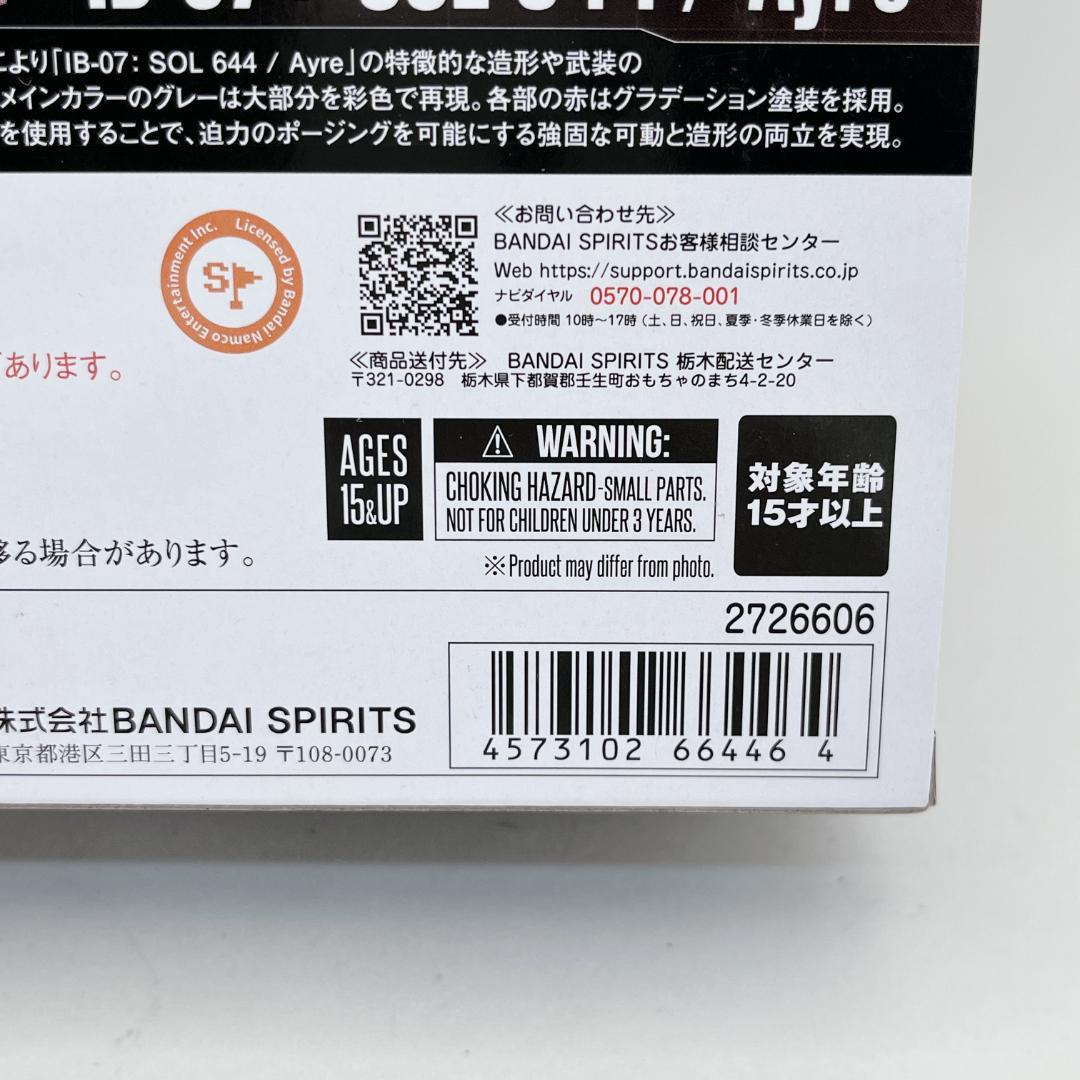 IB-07: SOL 644 / Ayre
により「IB-07: SOL 644 / Ayre」の特徴的な造形や武装の
メインカラーのグレーは大部分を彩色で再現。各部の赤はグラデーション塗装を採用。
を使用することで、迫力のポージングを可能にする強固な可動と造形の両立を実現。
Licensed by Bandai Namco Entertainment Inc.
SP
≪お問い合わせ先≫
BANDAI SPIRITSお客様相談センター
Web https://support.bandaispirits.co.jp
ナビダイヤル 0570-078-001
●受付時間 10時〜17時（土、日、祝日、夏季・冬季休業日を除く）
があります。
≪商品送付先≫ BANDAI SPIRITS 栃木配送センター
〒321-0298 栃木県下都賀郡壬生町おもちゃのまち4-2-20
AGES
15&UP
⚠ WARNING:
CHOKING HAZARD-SMALL PARTS.
NOT FOR CHILDREN UNDER 3 YEARS.
対象年齢
15才以上
移る場合があります。
※Product may differ from photo.
2726606
株式会社BANDAI SPIRITS
東京都港区三田三丁目5-19 〒108-0073
4573102 66446 4